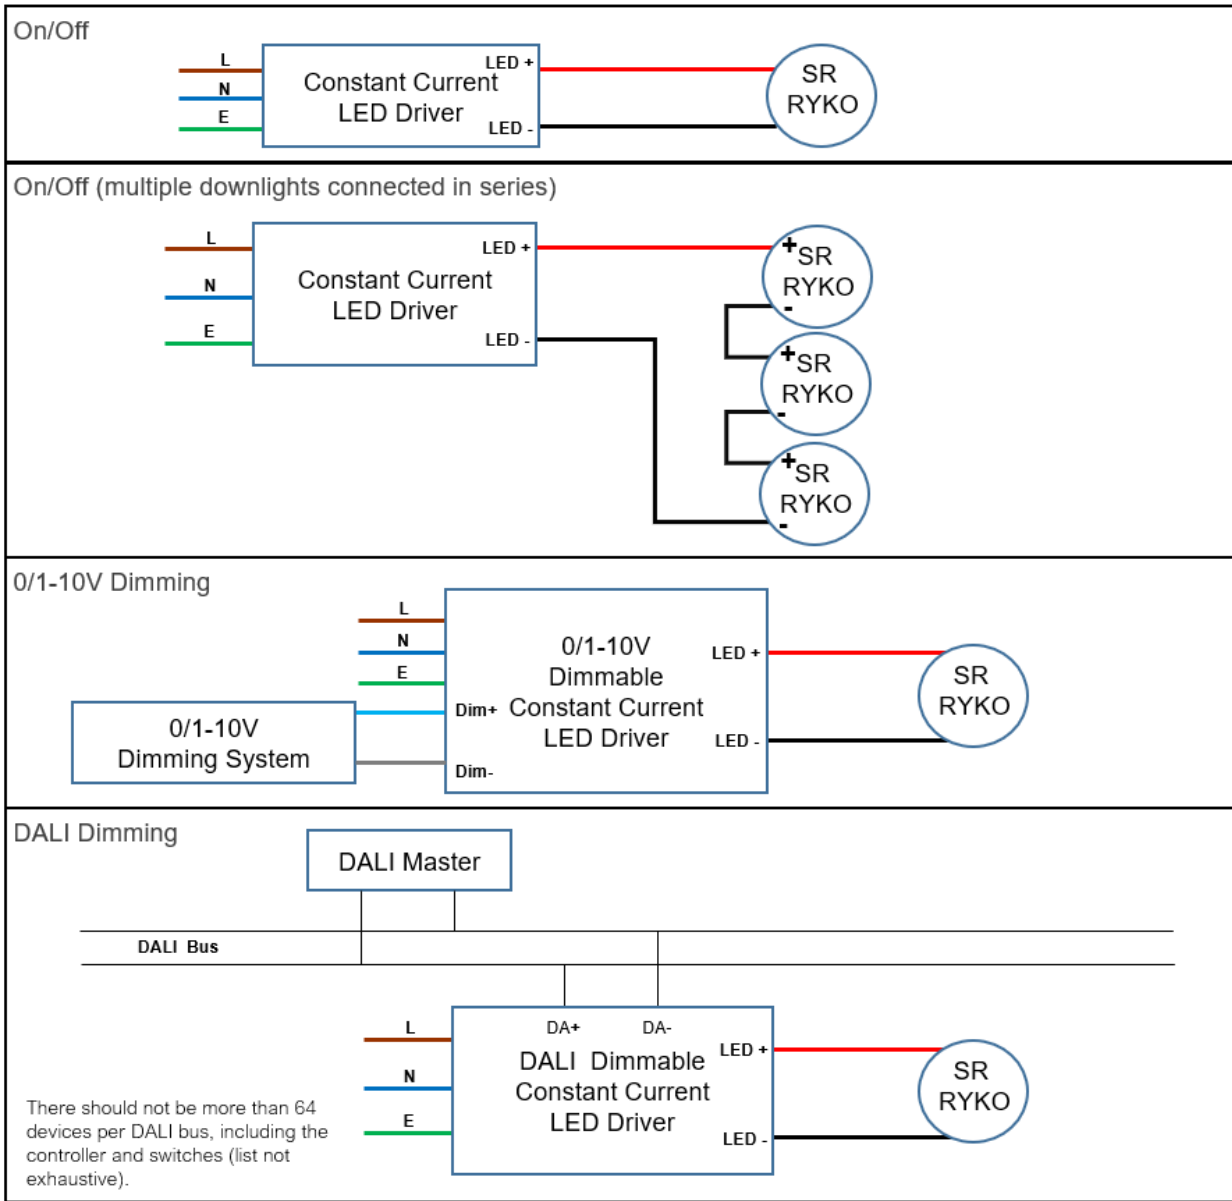 On/Off
L
N
E
Constant Current
LED Driver
LED +
LED -
SR
RYKO
On/Off (multiple downlights connected in series)
L
N
E
Constant Current
LED Driver
LED +
LED -
+
SR
RYKO
-
+
SR
RYKO
-
+
SR
RYKO
-
0/1-10V Dimming
L
N
E
0/1-10V
Dimming System
Dim+
Dim-
0/1-10V
Dimmable
Constant Current
LED Driver
LED +
LED -
SR
RYKO
DALI Dimming
DALI Master
DALI Bus
L
N
E
DA+
DA-
DALI Dimmable
Constant Current
LED Driver
LED +
LED -
SR
RYKO
There should not be more than 64
devices per DALI bus, including the
controller and switches (list not
exhaustive).